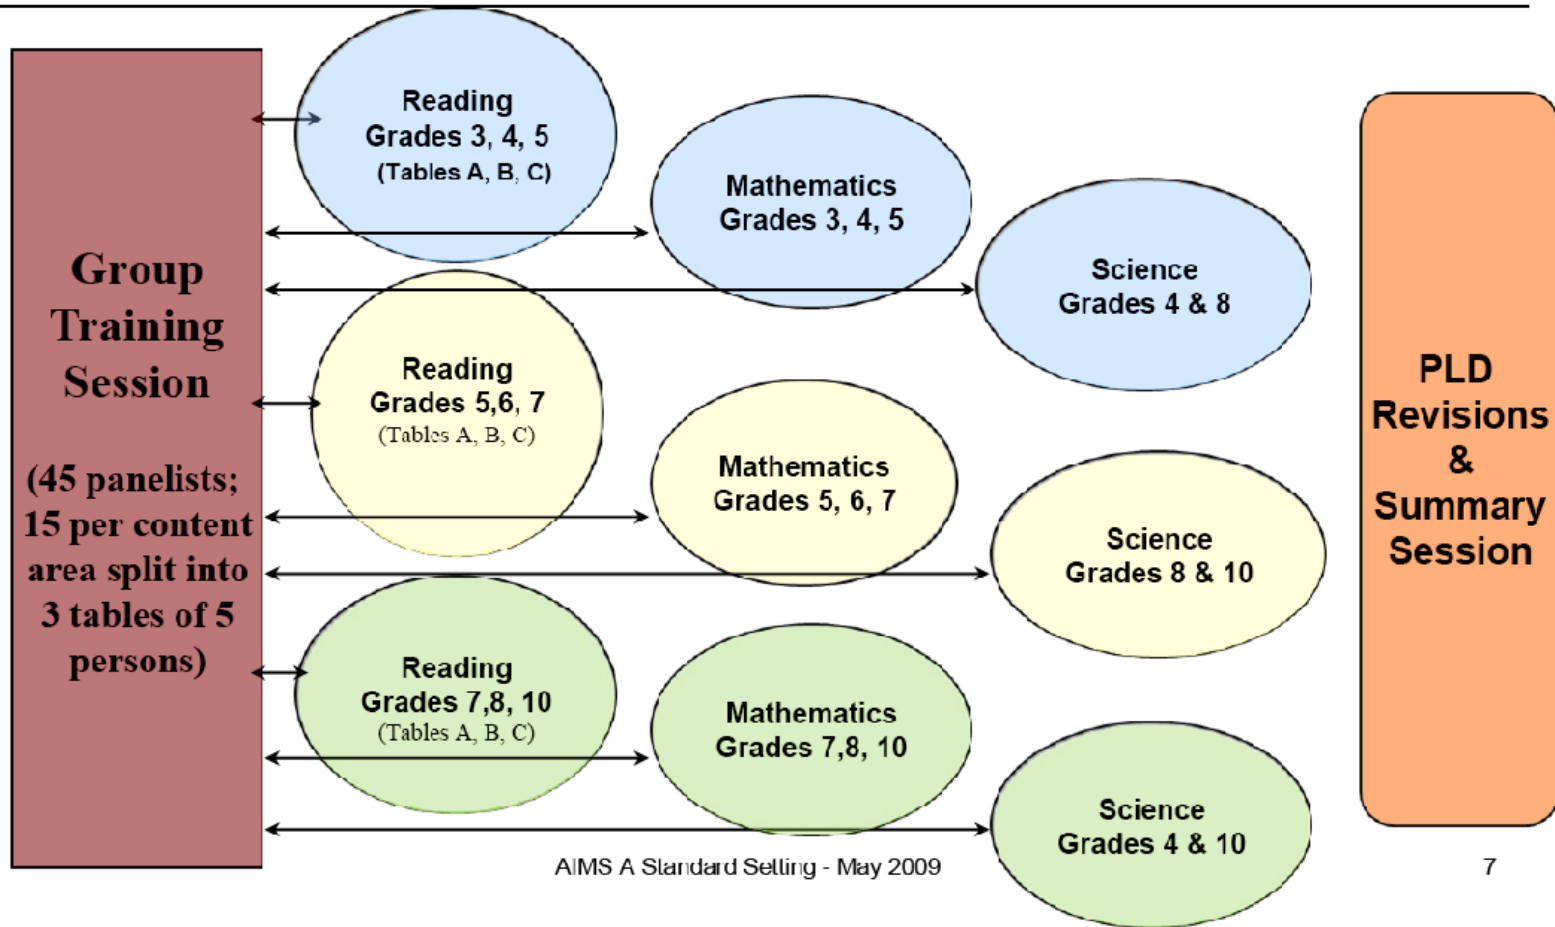 Group
Training
Session
(45 panelists;
15 per content
area split into
3 tables of 5
persons)
Reading
Grades 3, 4, 5
(Tables A, B, C)
Mathematics
Grades 3, 4, 5
Science
Grades 4 & 8
Reading
Grades 5,6, 7
(Tables A, B, C)
Mathematics
Grades 5, 6, 7
Science
Grades 8 & 10
Reading
Grades 7,8, 10
(Tables A, B, C)
Mathematics
Grades 7,8, 10
Science
Grades 4 & 10
PLD
Revisions
&
Summary
Session
AIMS A Standard Setting - May 2009
7